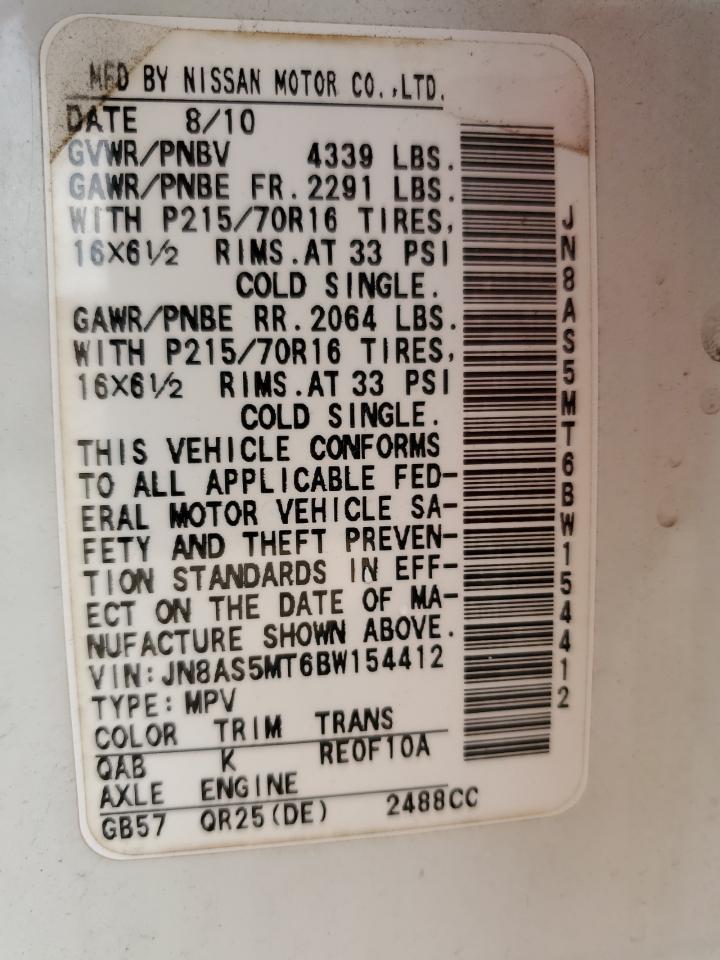 MFD BY NISSAN MOTOR CO.,LTD.
DATE 8/10
GVWR/PNBV 4339 LBS.
GAWR/PNBE FR. 2291 LBS.
WITH P215/70R16 TIRES,
16X6½ RIMS. AT 33 PSI
COLD SINGLE.
GAWR/PNBE RR. 2064 LBS.
WITH P215/70R16 TIRES,
16X6½ RIMS. AT 33 PSI
COLD SINGLE.
THIS VEHICLE CONFORMS
TO ALL APPLICABLE FED-
ERAL MOTOR VEHICLE SA-
FETY AND THEFT PREVEN-
TION STANDARDS IN EFF-
ECT ON THE DATE OF MA-
NUFACTURE SHOWN ABOVE.
VIN: JN8AS5MT6BW154412
TYPE: MPV
COLOR TRIM TRANS
QAB K RE0F10A
AXLE ENGINE
GB57 QR25(DE) 2488CC
JN8AS5MT6BW154412